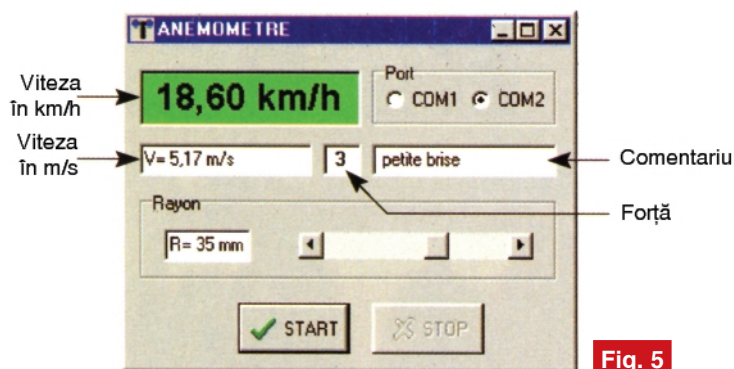 ANEMOMETRE
Viteza
în km/h
18,60 km/h
Port
COM1 COM2
Viteza
în m/s
V= 5,17 m/s
3
petite brise
Comentariu
Forță
Rayon
R= 35 mm
START
STOP
Fig. 5